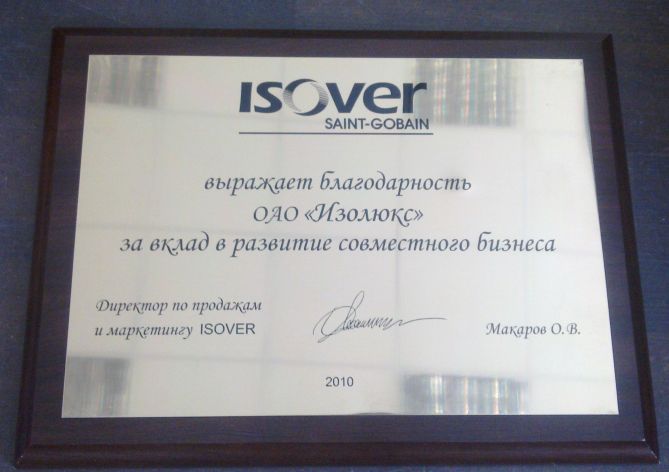 ISOVER
SAINT-GOBAIN
выражает благодарность
ОАО «Изолюкс»
за вклад в развитие совместного бизнеса
Директор по продажам
и маркетингу ISOVER
Макаров О. В.
2010